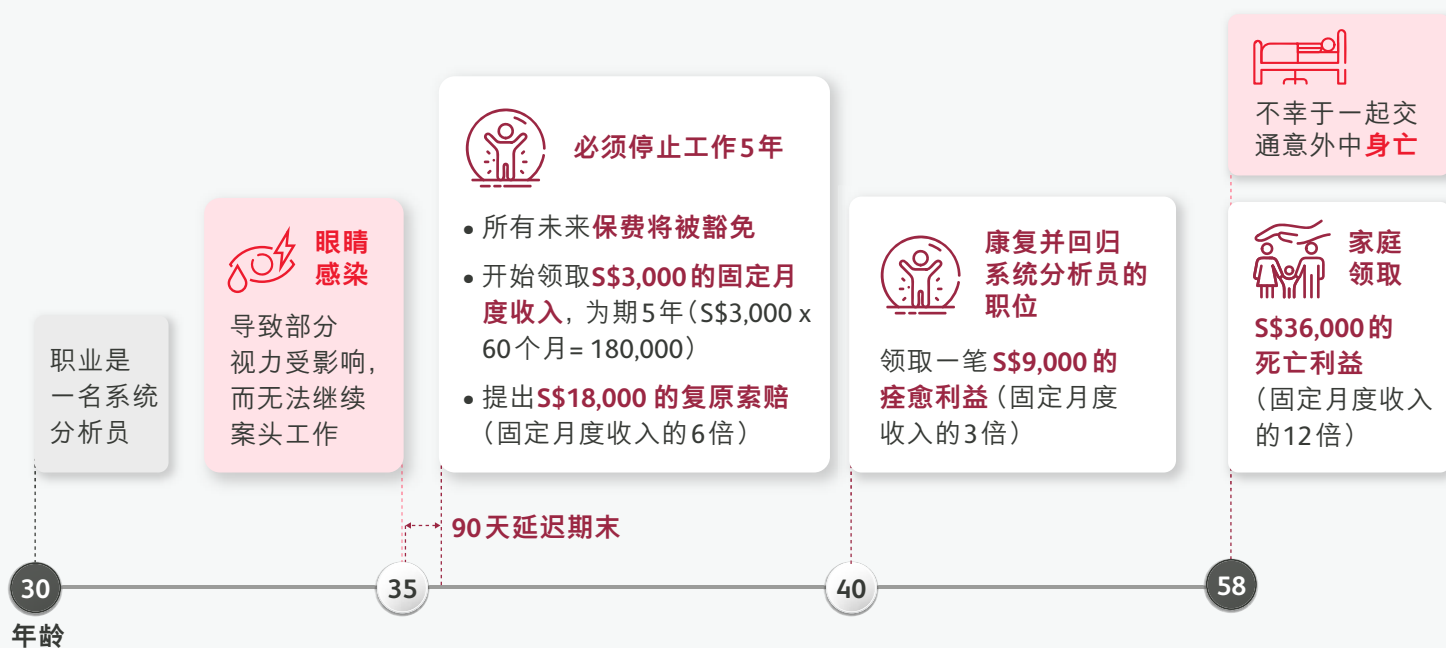 职业是
一名系统
分析员
眼睛
感染
导致部分
视力受影响，
而无法继续
案头工作
必须停止工作5年
• 所有未来保费将被豁免
• 开始领取S$3,000的固定月
度收入，为期5年（S$3,000 x
60个月= 180,000）
• 提出S$18,000 的复原索赔
（固定月度收入的6倍）
90天延迟期末
康复并回归
系统分析员的
职位
领取一笔 S$9,000 的
痊愈利益（固定月度
收入的3倍）
不幸于一起交
通意外中身亡
家庭
领取
S$36,000的
死亡利益
（固定月度收入
的12倍）
30
35
40
58
年龄